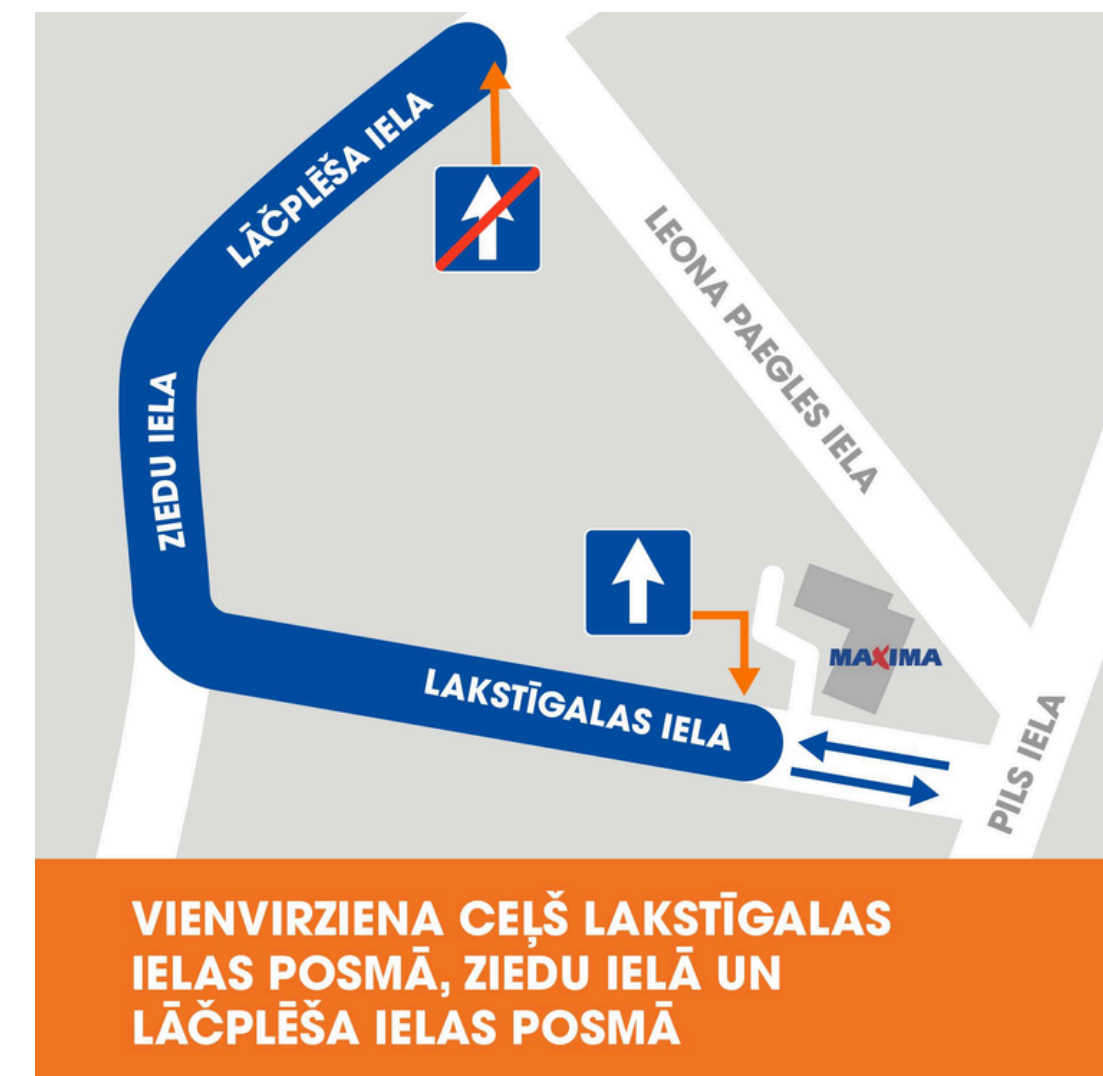 LĀČPLĒŠA IELA
LEONA PAEGLES IELA
ZIEDU IELA
MAXIMA
LAKSTĪGALAS IELA
PILS IELA
VIENVIRZIENA CEĻŠ LAKSTĪGALAS
IELAS POSMĀ, ZIEDU IELĀ UN
LĀČPLĒŠA IELAS POSMĀ